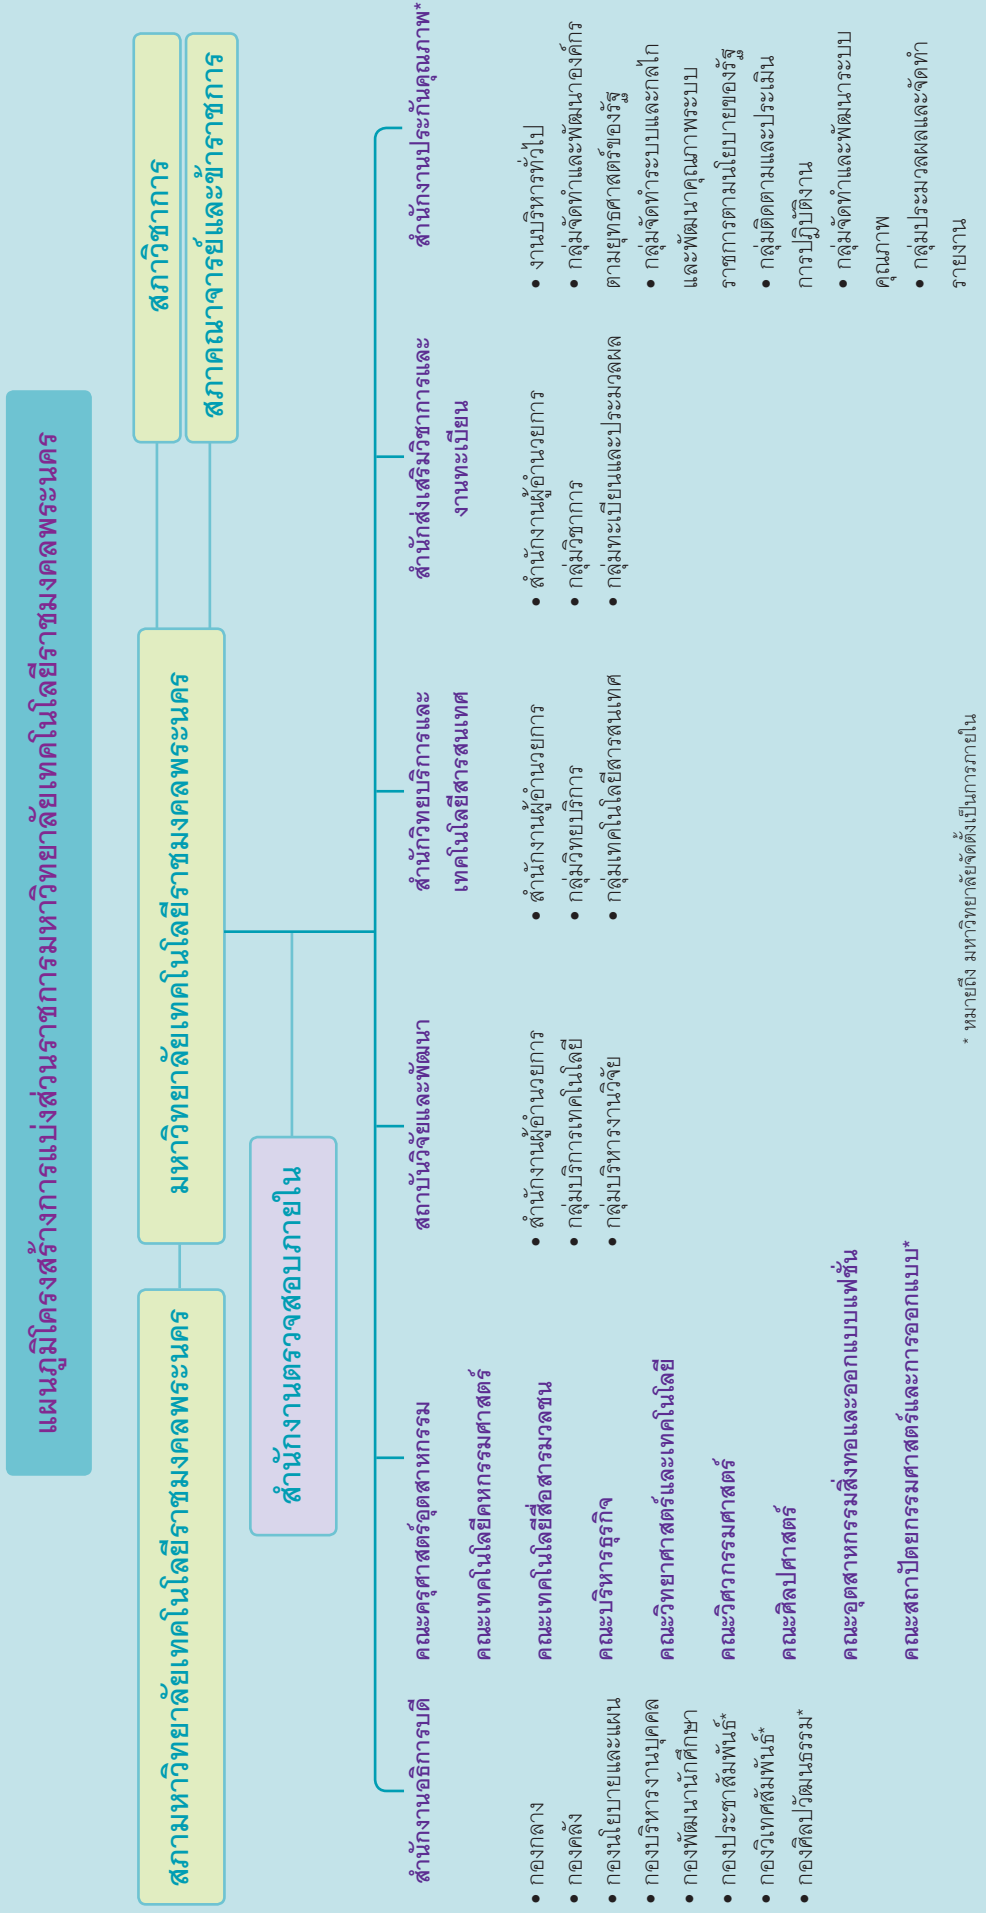 แผนภูมิโครงสร้างการแบ่งส่วนราชการมหาวิทยาลัยเทคโนโลยีราชมงคลพระนคร
สภามหาวิทยาลัยเทคโนโลยีราชมงคลพระนคร
มหาวิทยาลัยเทคโนโลยีราชมงคลพระนคร
สภาวิชาการ
สภาคณาจารย์และข้าราชการ
สำนักงานตรวจสอบภายใน
สำนักงานอธิการบดี
• กองกลาง
• กองคลัง
• กองนโยบายและแผน
• กองบริหารงานบุคคล
• กองพัฒนานักศึกษา
• กองประชาสัมพันธ์*
• กองวิเทศสัมพันธ์*
• กองศิลปวัฒนธรรม*
คณะครุศาสตร์อุตสาหกรรม
คณะเทคโนโลยีคหกรรมศาสตร์
คณะเทคโนโลยีสื่อสารมวลชน
คณะบริหารธุรกิจ
คณะวิทยาศาสตร์และเทคโนโลยี
คณะวิศวกรรมศาสตร์
คณะศิลปศาสตร์
คณะอุตสาหกรรมสิ่งทอและออกแบบแฟชั่น
คณะสถาปัตยกรรมศาสตร์และการออกแบบ*
สถาบันวิจัยและพัฒนา
• สำนักงานผู้อำนวยการ
• กลุ่มบริการเทคโนโลยี
• กลุ่มบริหารงานวิจัย
สำนักวิทยบริการและ
เทคโนโลยีสารสนเทศ
• สำนักงานผู้อำนวยการ
• กลุ่มวิทยบริการ
• กลุ่มเทคโนโลยีสารสนเทศ
สำนักส่งเสริมวิชาการและ
งานทะเบียน
• สำนักงานผู้อำนวยการ
• กลุ่มวิชาการ
• กลุ่มทะเบียนและประมวลผล
สำนักงานประกันคุณภาพ*
• งานบริหารทั่วไป
• กลุ่มจัดทำและพัฒนาองค์กร
ตามยุทธศาสตร์ของรัฐ
• กลุ่มจัดทำระบบและกลไก
และพัฒนาคุณภาพระบบ
ราชการตามนโยบายของรัฐ
• กลุ่มติดตามและประเมิน
การปฏิบัติงาน
• กลุ่มจัดทำและพัฒนาระบบ
คุณภาพ
• กลุ่มประมวลผลและจัดทำ
รายงาน
* หมายถึง มหาวิทยาลัยจัดตั้งเป็นการภายใน